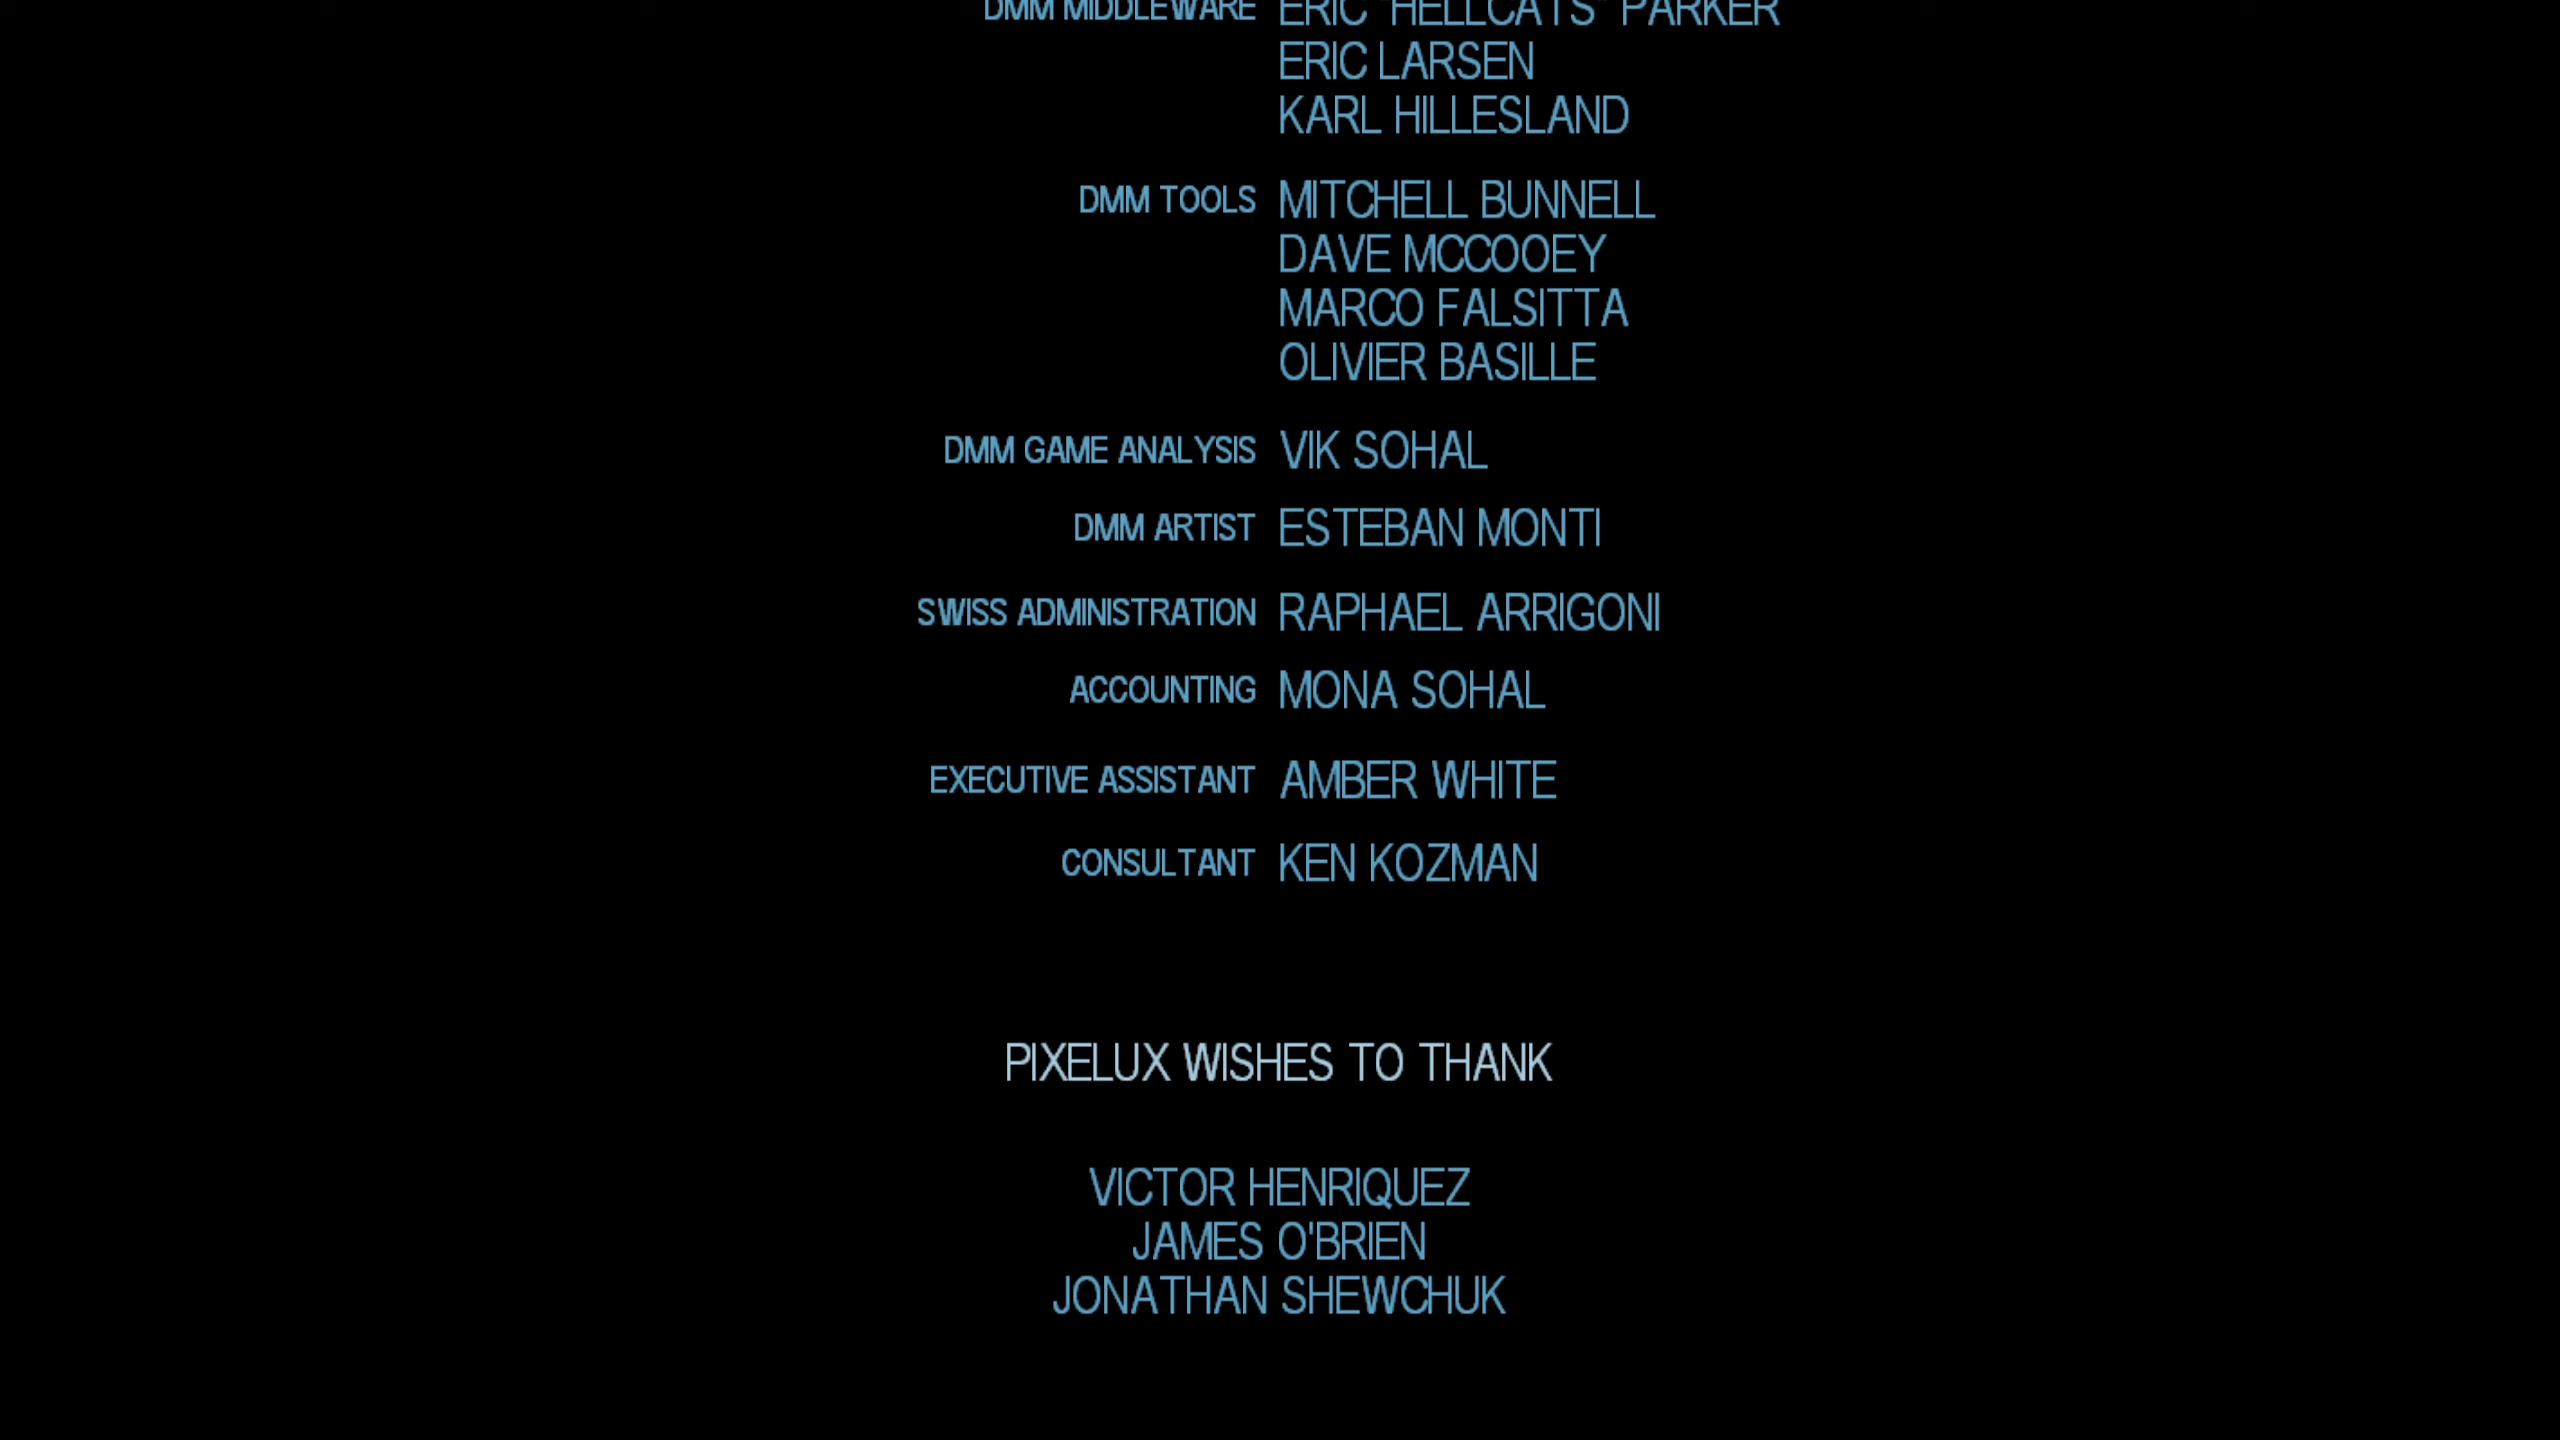 DMM MIDDLEWARE ERIC "HELLCATS" PARKER
ERIC LARSEN
KARL HILLESLAND
DMM TOOLS MITCHELL BUNNELL
DAVE MCCOOEY
MARCO FALSITTA
OLIVIER BASILLE
DMM GAME ANALYSIS VIK SOHAL
DMM ARTIST ESTEBAN MONTI
SWISS ADMINISTRATION RAPHAEL ARRIGONI
ACCOUNTING MONA SOHAL
EXECUTIVE ASSISTANT AMBER WHITE
CONSULTANT KEN KOZMAN
PIXELUX WISHES TO THANK
VICTOR HENRIQUEZ
JAMES O'BRIEN
JONATHAN SHEWCHUK